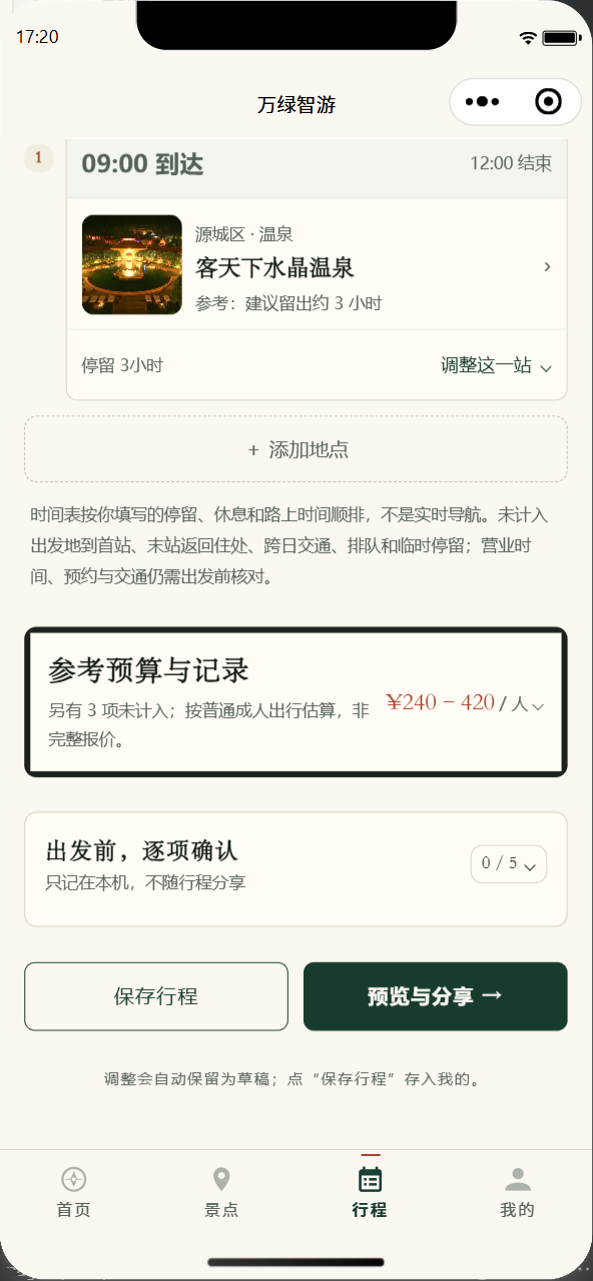 17:20
万绿智游
1
09:00 到达
12:00 结束
源城区 · 温泉
客天下水晶温泉
参考：建议留出约 3 小时
停留 3小时
调整这一站
+ 添加地点
时间表按你填写的停留、休息和路上时间顺排，不是实时导航。未计入
出发地到首站、末站返回住处、跨日交通、排队和临时停留；营业时
间、预约与交通仍需出发前核对。
参考预算与记录
另有 3 项未计入；按普通成人出行估算，非
完整报价。
¥240 – 420 / 人
出发前，逐项确认
只记在本机，不随行程分享
0 / 5
保存行程
预览与分享 →
调整会自动保留为草稿；点“保存行程”存入我的。
首页
景点
行程
我的